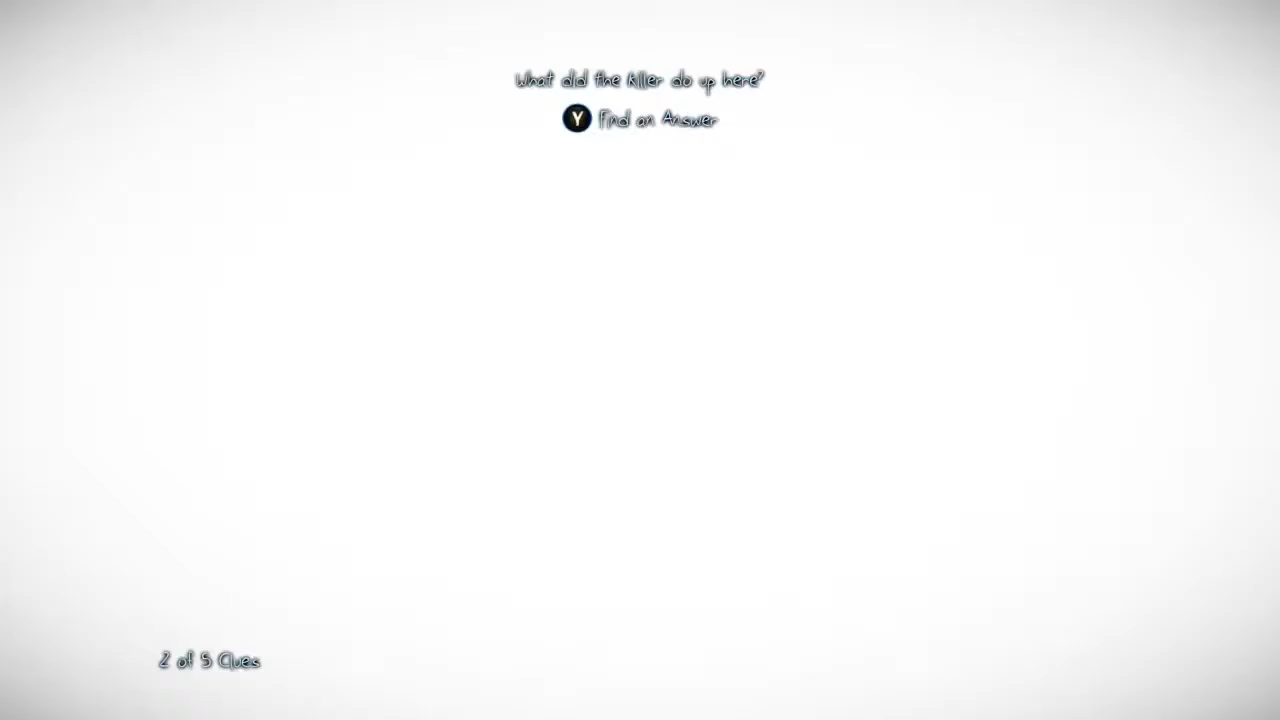 What did the killer do up here?
Y Find an Answer
2 of 5 Clues